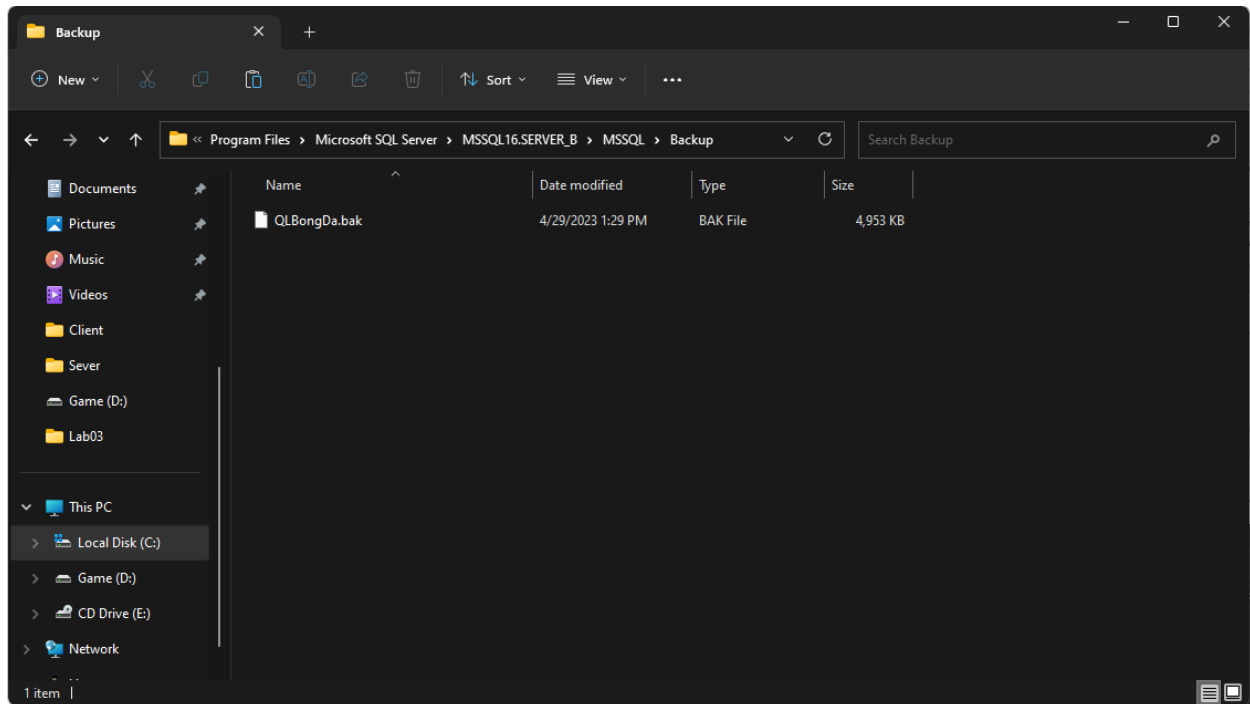 Backup
New
Sort
View
Program Files > Microsoft SQL Server > MSSQL16.SERVER_B > MSSQL > Backup
Search Backup
Name Date modified Type Size
QLBongDa.bak 4/29/2023 1:29 PM BAK File 4,953 KB
Documents
Pictures
Music
Videos
Client
Sever
Game (D:)
Lab03
This PC
Local Disk (C:)
Game (D:)
CD Drive (E:)
Network
1 item